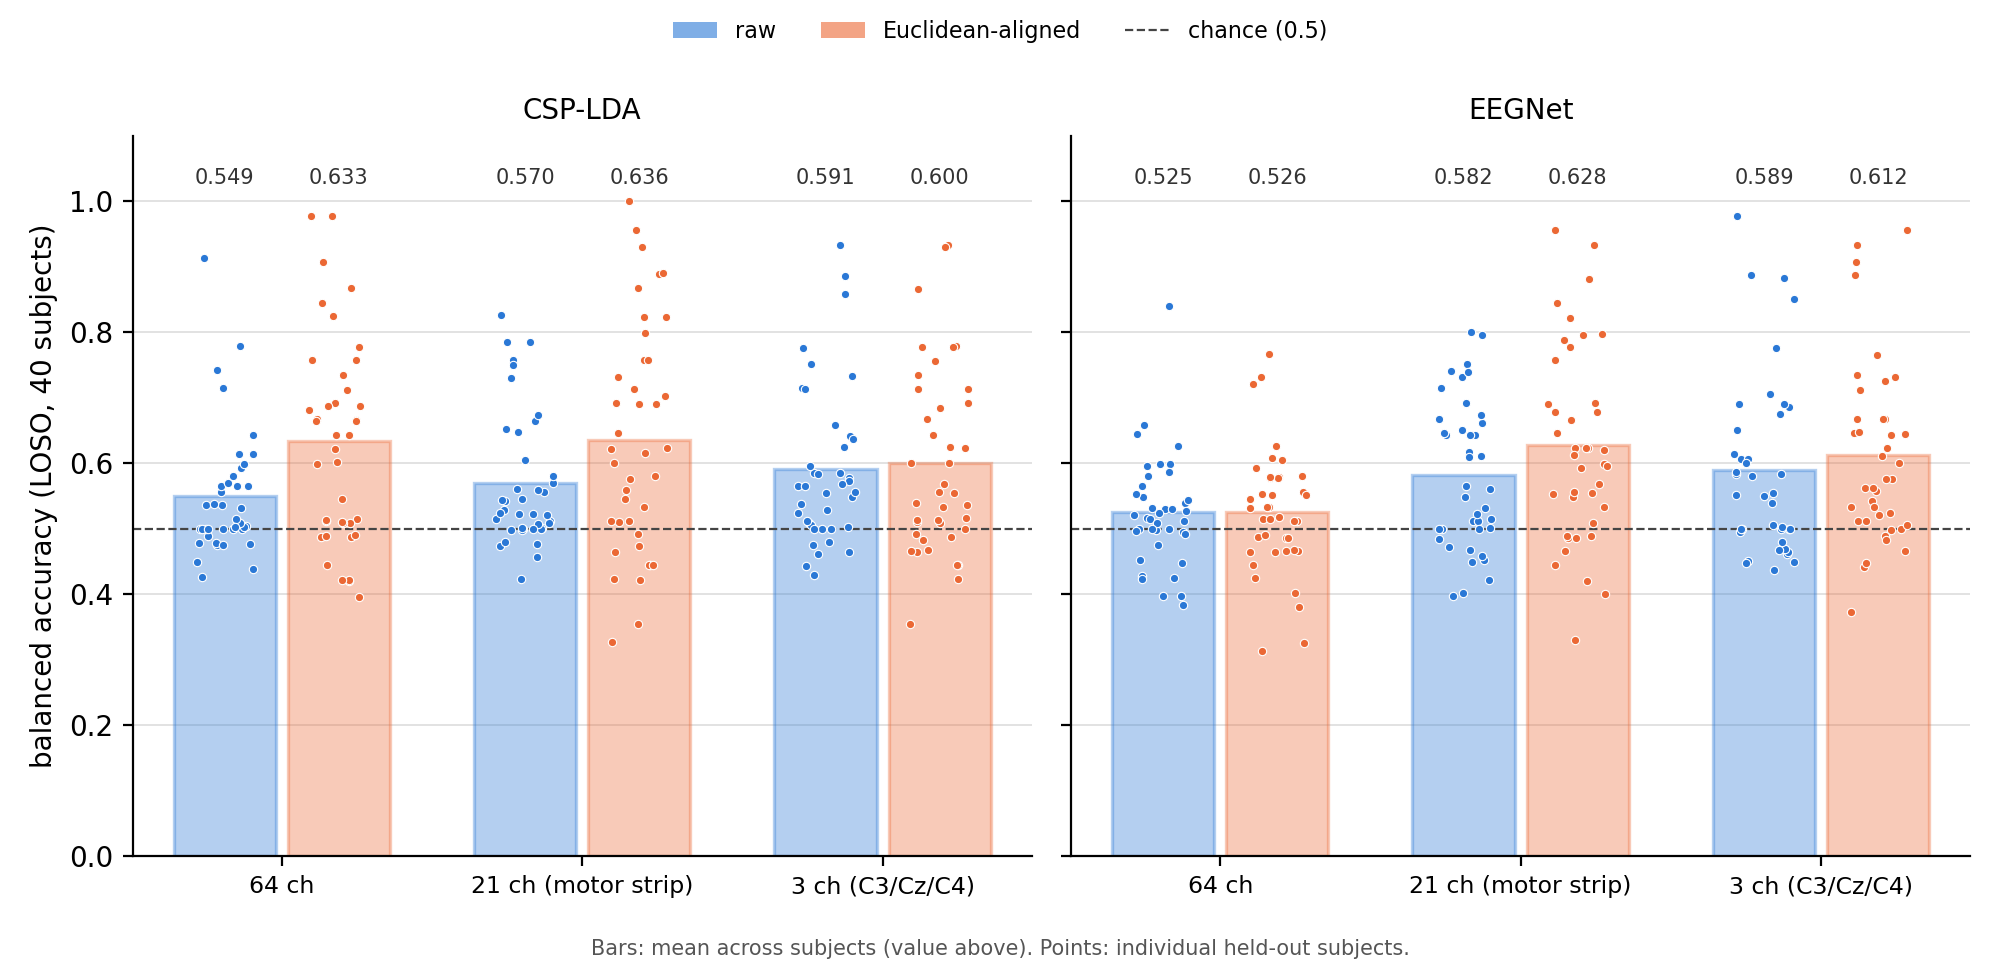 raw Euclidean-aligned chance (0.5)
CSP-LDA
EEGNet
0.549 0.633 0.570 0.636 0.591 0.600
0.525 0.526 0.582 0.628 0.589 0.612
balanced accuracy (LOSO, 40 subjects)
1.0
0.8
0.6
0.4
0.2
0.0
64 ch 21 ch (motor strip) 3 ch (C3/Cz/C4)
64 ch 21 ch (motor strip) 3 ch (C3/Cz/C4)
Bars: mean across subjects (value above). Points: individual held-out subjects.